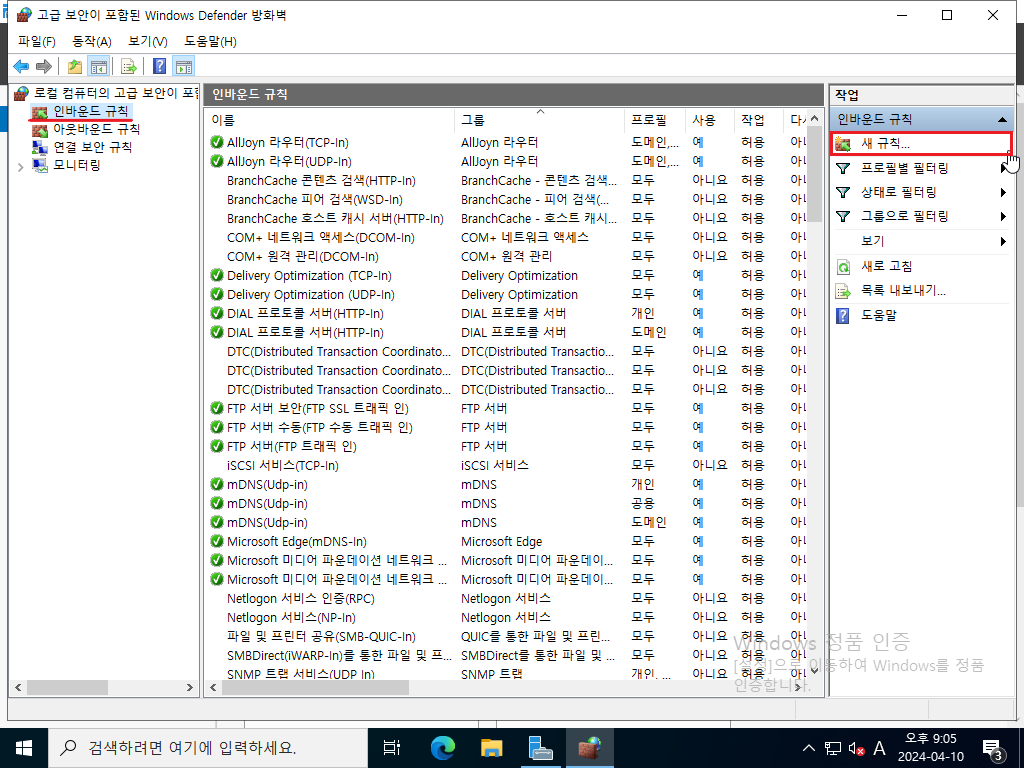 고급 보안이 포함된 Windows Defender 방화벽
파일(F) 동작(A) 보기(V) 도움말(H)
로컬 컴퓨터의 고급 보안이 포함
인바운드 규칙
아웃바운드 규칙
연결 보안 규칙
모니터링
인바운드 규칙
이름 그룹 프로필 사용 작업 다시
AllJoyn 라우터(TCP-In) AllJoyn 라우터 도메인,... 예 허용 아니
AllJoyn 라우터(UDP-In) AllJoyn 라우터 도메인,... 예 허용 아니
BranchCache 콘텐츠 검색(HTTP-In) BranchCache - 콘텐츠 검색... 모두 아니요 허용 아니
BranchCache 피어 검색(WSD-In) BranchCache - 피어 검색(... 모두 아니요 허용 아니
BranchCache 호스트 캐시 서버(HTTP-In) BranchCache - 호스트 캐시... 모두 아니요 허용 아니
COM+ 네트워크 액세스(DCOM-In) COM+ 네트워크 액세스 모두 아니요 허용 아니
COM+ 원격 관리(DCOM-In) COM+ 원격 관리 모두 아니요 허용 아니
Delivery Optimization (TCP-In) Delivery Optimization 모두 예 허용 아니
Delivery Optimization (UDP-In) Delivery Optimization 모두 예 허용 아니
DIAL 프로토콜 서버(HTTP-In) DIAL 프로토콜 서버 개인 예 허용 아니
DIAL 프로토콜 서버(HTTP-In) DIAL 프로토콜 서버 도메인 예 허용 아니
DTC(Distributed Transaction Coordinato... DTC(Distributed Transactio... 모두 아니요 허용 아니
DTC(Distributed Transaction Coordinato... DTC(Distributed Transactio... 모두 아니요 허용 아니
DTC(Distributed Transaction Coordinato... DTC(Distributed Transactio... 모두 아니요 허용 아니
FTP 서버 보안(FTP SSL 트래픽 인) FTP 서버 모두 예 허용 아니
FTP 서버 수동(FTP 수동 트래픽 인) FTP 서버 모두 예 허용 아니
FTP 서버(FTP 트래픽 인) FTP 서버 모두 예 허용 아니
iSCSI 서비스(TCP-In) iSCSI 서비스 모두 아니요 허용 아니
mDNS(Udp-in) mDNS 개인 예 허용 아니
mDNS(Udp-in) mDNS 공용 예 허용 아니
mDNS(Udp-in) mDNS 도메인 예 허용 아니
Microsoft Edge(mDNS-In) Microsoft Edge 모두 예 허용 아니
Microsoft 미디어 파운데이션 네트워크 ... Microsoft 미디어 파운데이... 모두 예 허용 아니
Microsoft 미디어 파운데이션 네트워크 ... Microsoft 미디어 파운데이... 모두 예 허용 아니
Netlogon 서비스 인증(RPC) Netlogon 서비스 모두 아니요 허용 아니
Netlogon 서비스(NP-In) Netlogon 서비스 모두 아니요 허용 아니
파일 및 프린터 공유(SMB-QUIC-In) QUIC를 통한 파일 및 프린... 모두 아니요 허용 아니
SMBDirect(iWARP-In)를 통한 파일 및 프... SMBDirect를 통한 파일 및 ... 모두 아니요 허용 아니
SNMP 트랩 서비스(UDP In) SNMP 트랩 개인, ... 아니요 허용 아니
작업
인바운드 규칙
새 규칙...
프로필별 필터링
상태로 필터링
그룹으로 필터링
보기
새로 고침
목록 내보내기...
도움말
Windows 정품 인증
[설정]으로 이동하여 Windows를 정품
인증합니다.
검색하려면 여기에 입력하세요.
A
오후 9:05
2024-04-10
3